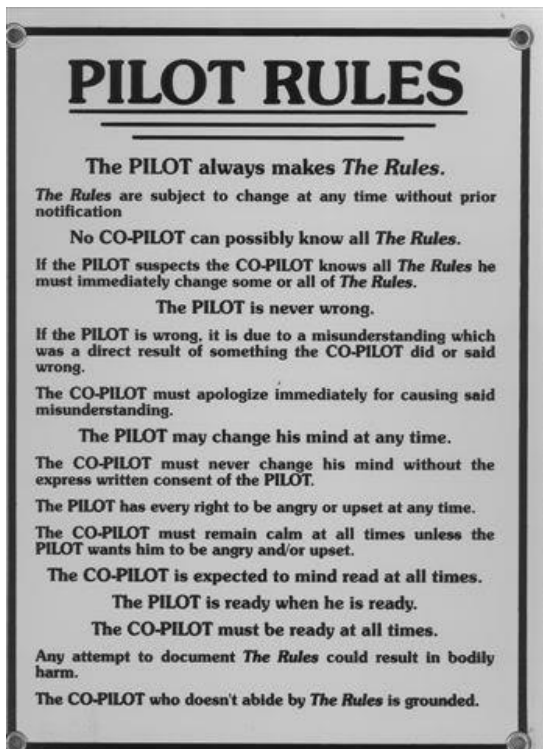 PILOT RULES
The PILOT always makes The Rules.
The Rules are subject to change at any time without prior
notification
No CO-PILOT can possibly know all The Rules.
If the PILOT suspects the CO-PILOT knows all The Rules he
must immediately change some or all of The Rules.
The PILOT is never wrong.
If the PILOT is wrong, it is due to a misunderstanding which
was a direct result of something the CO-PILOT did or said
wrong.
The CO-PILOT must apologize immediately for causing said
misunderstanding.
The PILOT may change his mind at any time.
The CO-PILOT must never change his mind without the
express written consent of the PILOT.
The PILOT has every right to be angry or upset at any time.
The CO-PILOT must remain calm at all times unless the
PILOT wants him to be angry and/or upset.
The CO-PILOT is expected to mind read at all times.
The PILOT is ready when he is ready.
The CO-PILOT must be ready at all times.
Any attempt to document The Rules could result in bodily
harm.
The CO-PILOT who doesn't abide by The Rules is grounded.